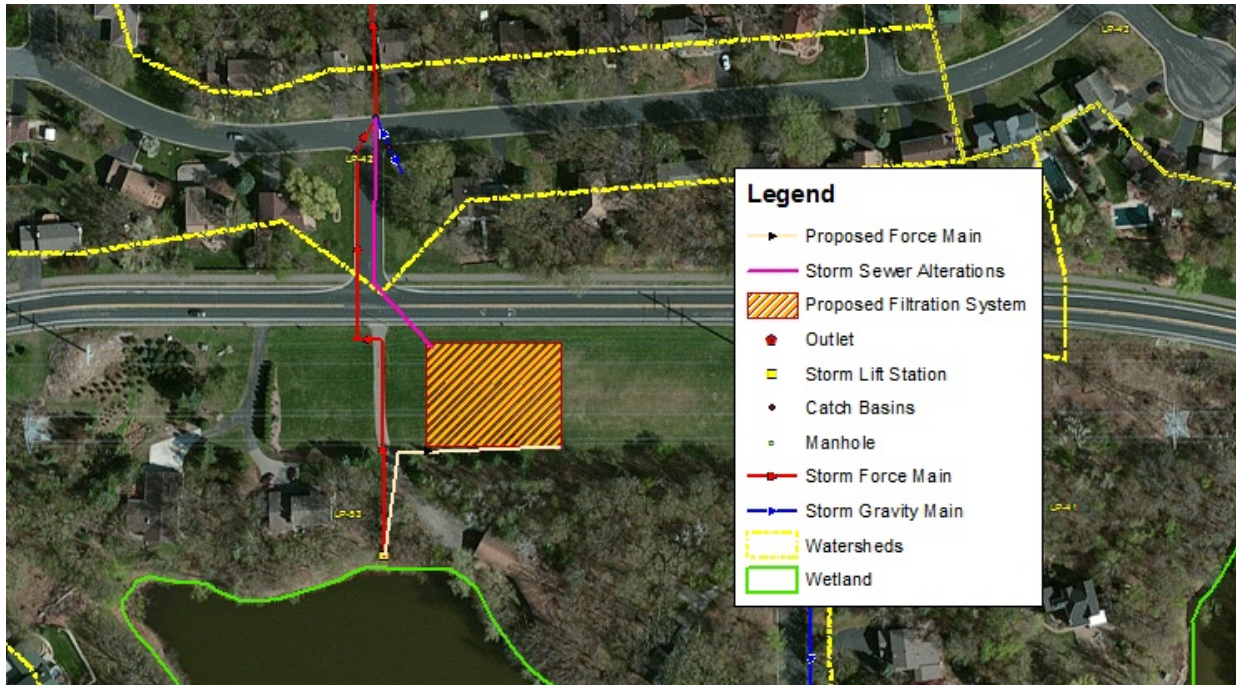 LP-42
LP-42
Legend
Proposed Force Main
Storm Sewer Alterations
Proposed Filtration System
Outlet
Storm Lift Station
Catch Basins
Manhole
Storm Force Main
Storm Gravity Main
Watersheds
Wetland
LP-53
LP-41